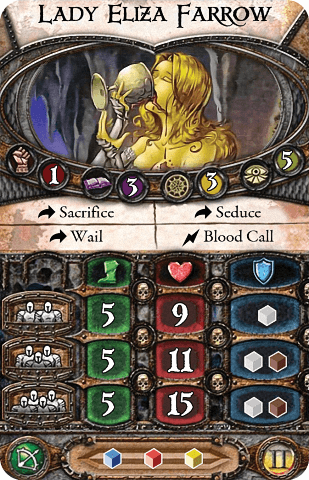 LADY ELIZA FARROW
1 3 3 5
Sacrifice Seduce
Wail Blood Call
5 9
5 11
5 15
II